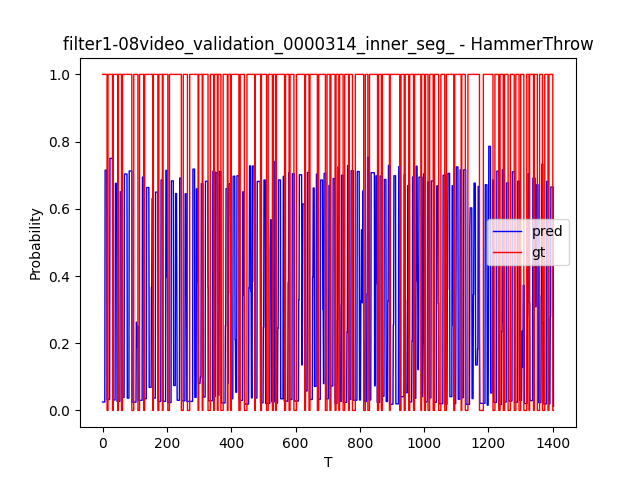 filter1-08video_validation_0000314_inner_seg_ - HammerThrow
Probability
1.0
0.8
0.6
0.4
0.2
0.0
pred
gt
0 200 400 600 800 1000 1200 1400
T